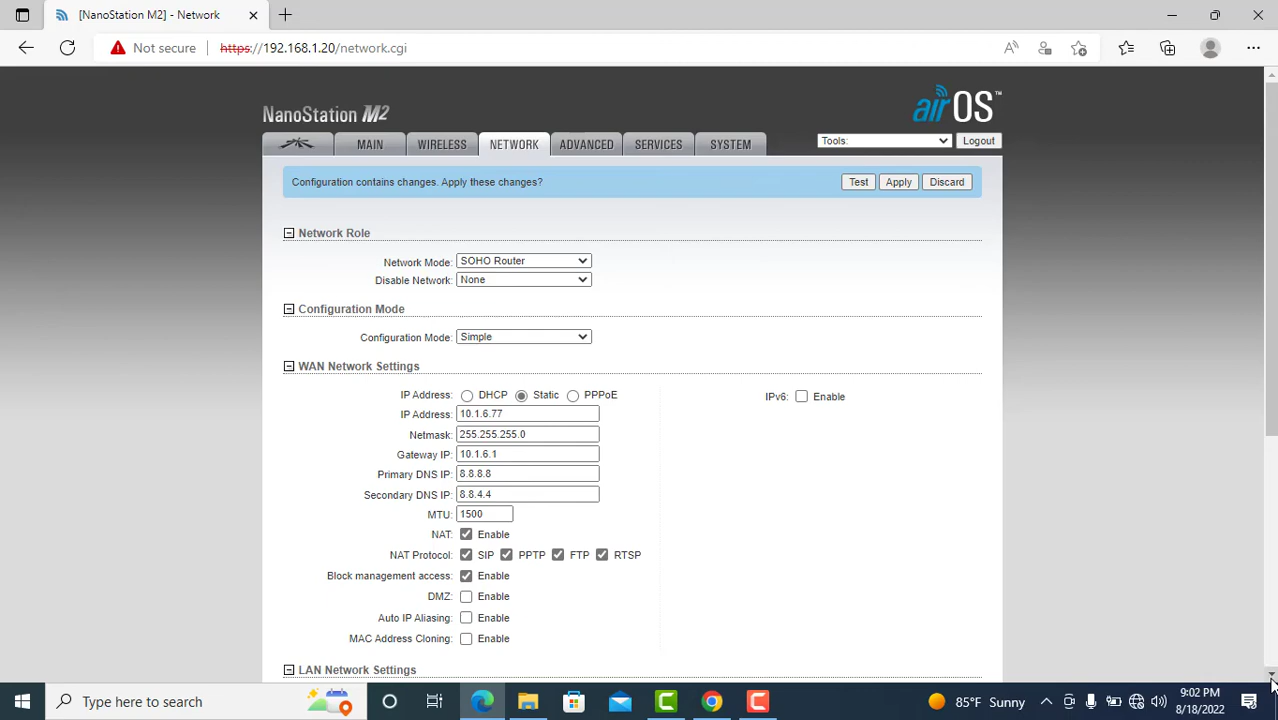 [NanoStation M2] - Network
Not secure https://192.168.1.20/network.cgi
NanoStation M2
airOS™
MAIN WIRELESS NETWORK ADVANCED SERVICES SYSTEM Tools: Logout
Configuration contains changes. Apply these changes? Test Apply Discard
Network Role
Network Mode: SOHO Router
Disable Network: None
Configuration Mode
Configuration Mode: Simple
WAN Network Settings
IP Address: DHCP Static PPPoE IPv6: Enable
IP Address: 10.1.6.77
Netmask: 255.255.255.0
Gateway IP: 10.1.6.1
Primary DNS IP: 8.8.8.8
Secondary DNS IP: 8.8.4.4
MTU: 1500
NAT: Enable
NAT Protocol: SIP PPTP FTP RTSP
Block management access: Enable
DMZ: Enable
Auto IP Aliasing: Enable
MAC Address Cloning: Enable
LAN Network Settings
Type here to search 85°F Sunny 9:02 PM
8/18/2022